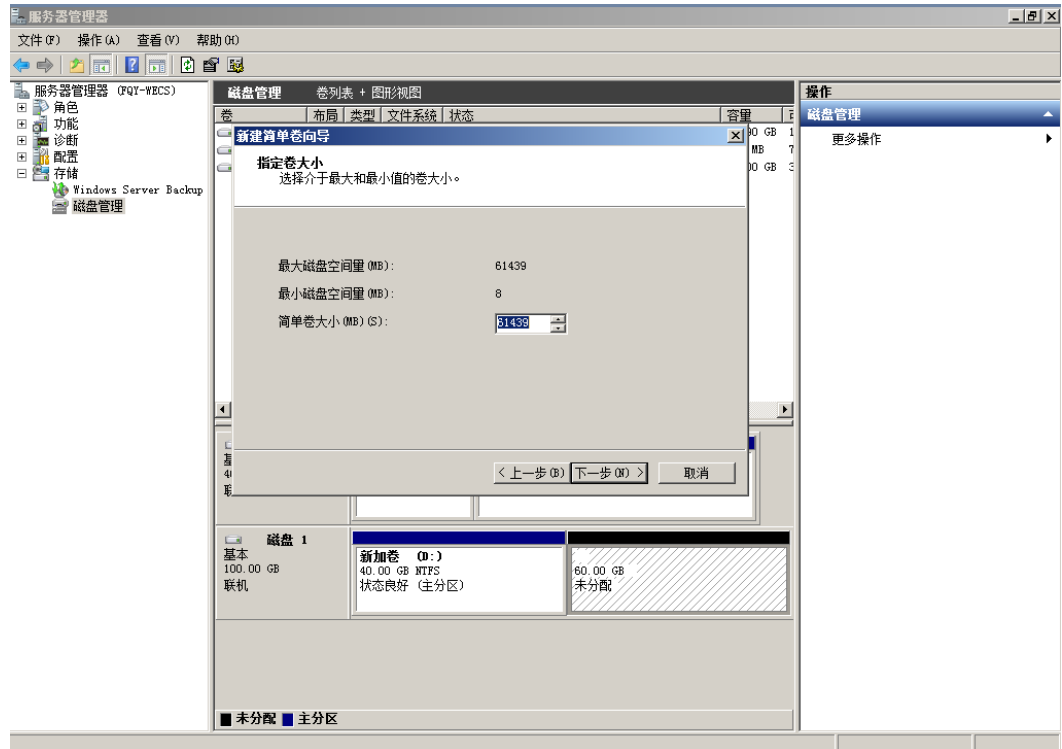 服务器管理器
文件(F) 操作(A) 查看(V) 帮助(H)
服务器管理器 (FQY-WECS)
角色
功能
诊断
配置
存储
Windows Server Backup
磁盘管理
磁盘管理 卷列表 + 图形视图
卷 布局 类型 文件系统 状态 容量
新建简单卷向导
指定卷大小
选择介于最大和最小值的卷大小。
最大磁盘空间量(MB): 61439
最小磁盘空间量(MB): 8
简单卷大小(MB)(S): 61439
< 上一步(B) 下一步(N) > 取消
磁盘 1
基本
100.00 GB
联机
新加卷 (D:)
40.00 GB NTFS
状态良好 (主分区)
60.00 GB
未分配
未分配 主分区
操作
磁盘管理
更多操作